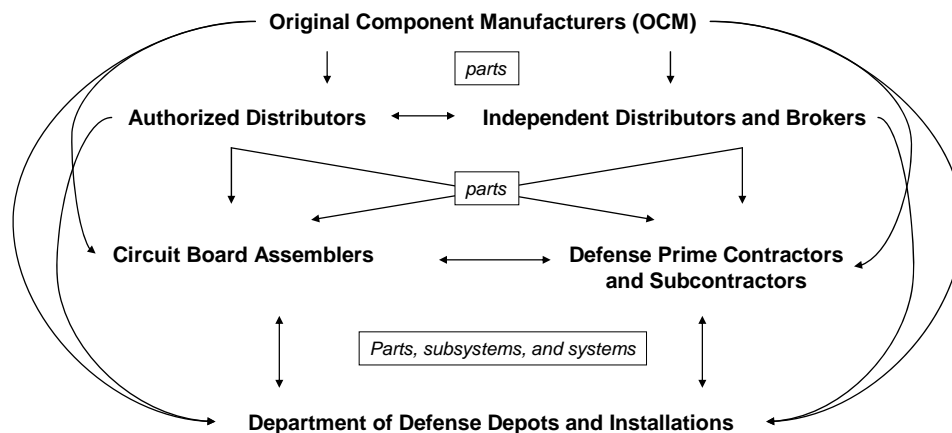 Original Component Manufacturers (OCM)
parts
Authorized Distributors
Independent Distributors and Brokers
parts
Circuit Board Assemblers
Defense Prime Contractors
and Subcontractors
Parts, subsystems, and systems
Department of Defense Depots and Installations